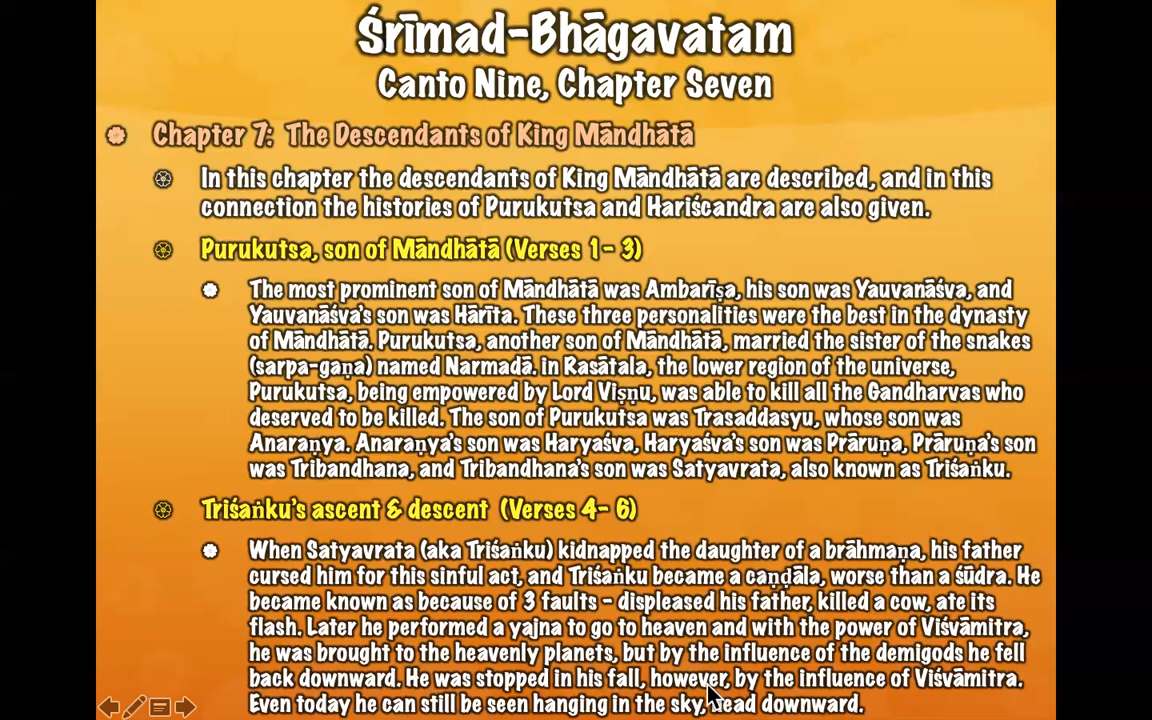 Śrīmad-Bhāgavatam
Canto Nine, Chapter Seven
Chapter 7: The Descendants of King Māndhātā
In this chapter the descendants of King Māndhātā are described, and in this
connection the histories of Purukutsa and Hariścandra are also given.
Purukutsa, son of Māndhātā (Verses 1- 3)
The most prominent son of Māndhātā was Ambarīṣa, his son was Yauvanāśva, and
Yauvanāśva's son was Hārīta. These three personalities were the best in the dynasty
of Māndhātā. Purukutsa, another son of Māndhātā, married the sister of the snakes
(sarpa-gaṇa) named Narmadā. in Rasātala, the lower region of the universe,
Purukutsa, being empowered by Lord Viṣṇu, was able to kill all the Gandharvas who
deserved to be killed. The son of Purukutsa was Trasaddasyu, whose son was
Anaraṇya. Anaraṇya's son was Haryaśva, Haryaśva's son was Prāruṇa, Prāruṇa's son
was Tribandhana, and Tribandhana's son was Satyavrata, also known as Triśaṅku.
Triśaṅku's ascent & descent (Verses 4- 6)
When Satyavrata (aka Triśaṅku) kidnapped the daughter of a brāhmaṇa, his father
cursed him for this sinful act, and Triśaṅku became a caṇḍāla, worse than a śūdra. He
became known as because of 3 faults - displeased his father, killed a cow, ate its
flash. Later he performed a yajna to go to heaven and with the power of Viśvāmitra,
he was brought to the heavenly planets, but by the influence of the demigods he fell
back downward. He was stopped in his fall, however, by the influence of Viśvāmitra.
Even today he can still be seen hanging in the sky, head downward.